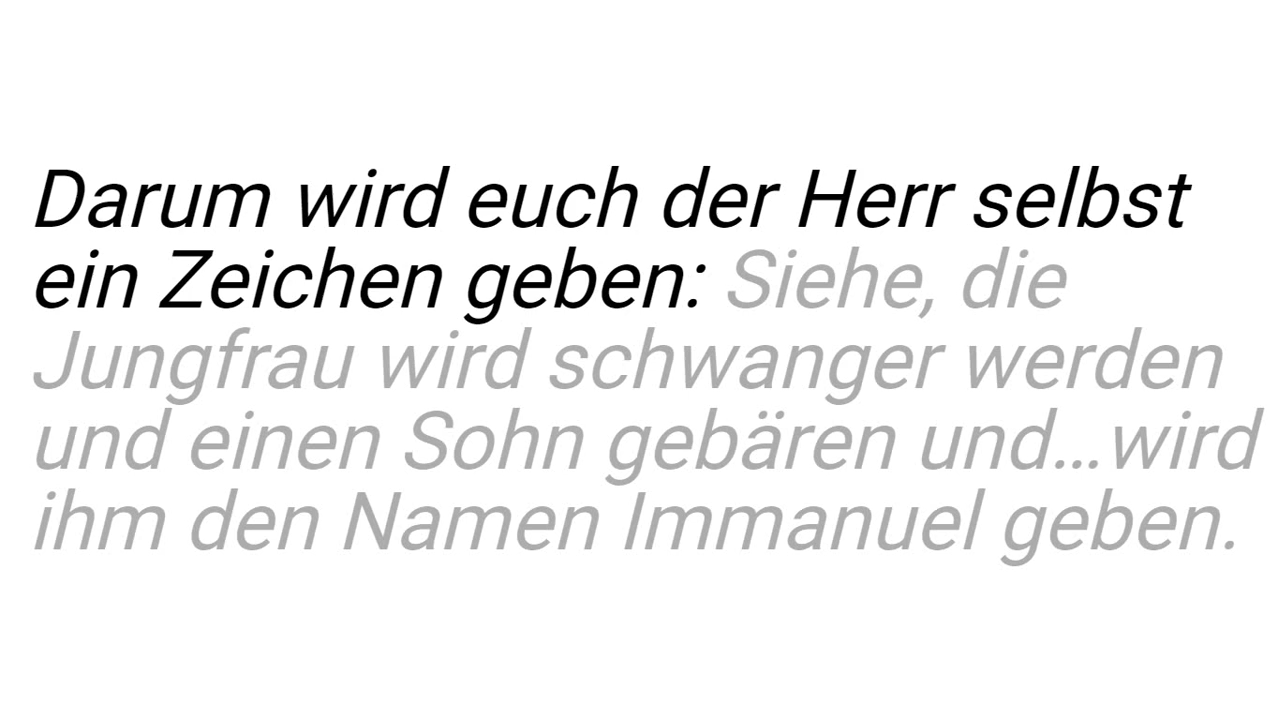 Darum wird euch der Herr selbst
ein Zeichen geben: Siehe, die
Jungfrau wird schwanger werden
und einen Sohn gebären und...wird
ihm den Namen Immanuel geben.